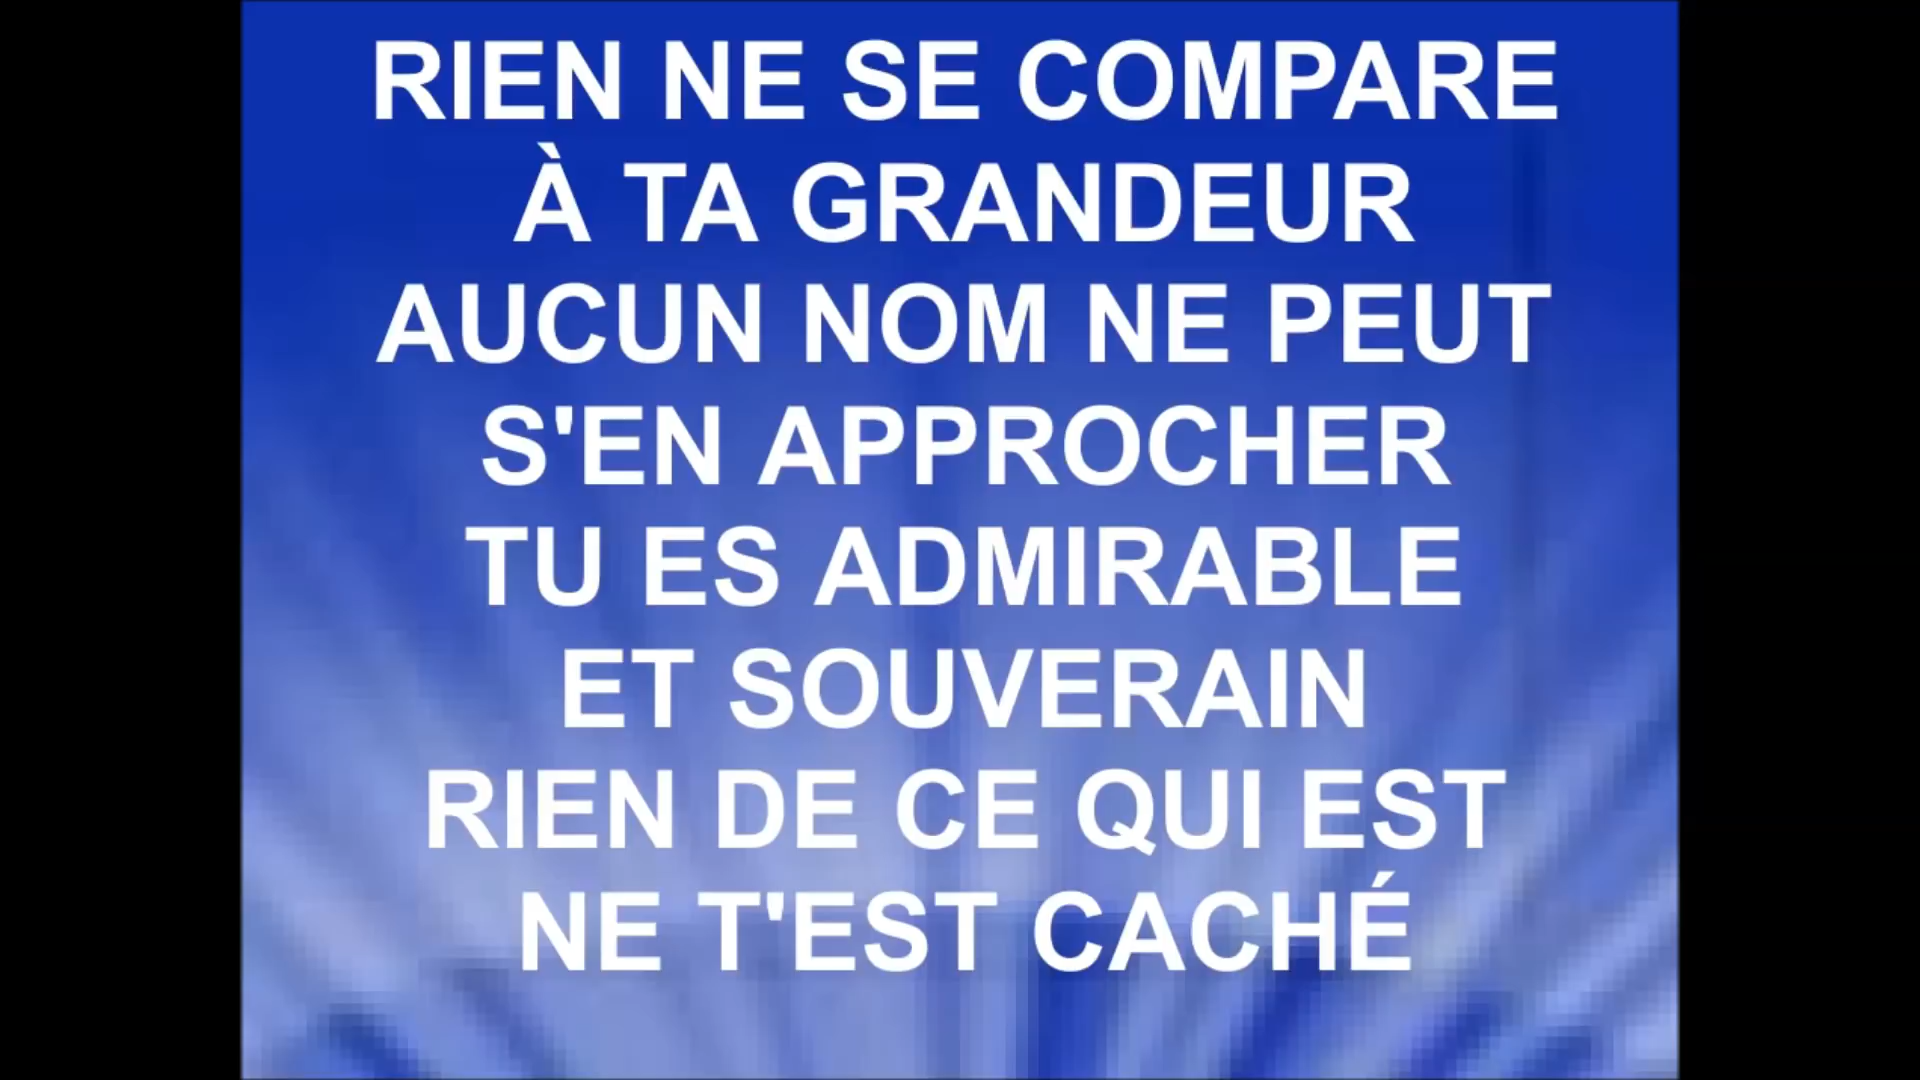 RIEN NE SE COMPARE
À TA GRANDEUR
AUCUN NOM NE PEUT
S'EN APPROCHER
TU ES ADMIRABLE
ET SOUVERAIN
RIEN DE CE QUI EST
NE T'EST CACHÉ